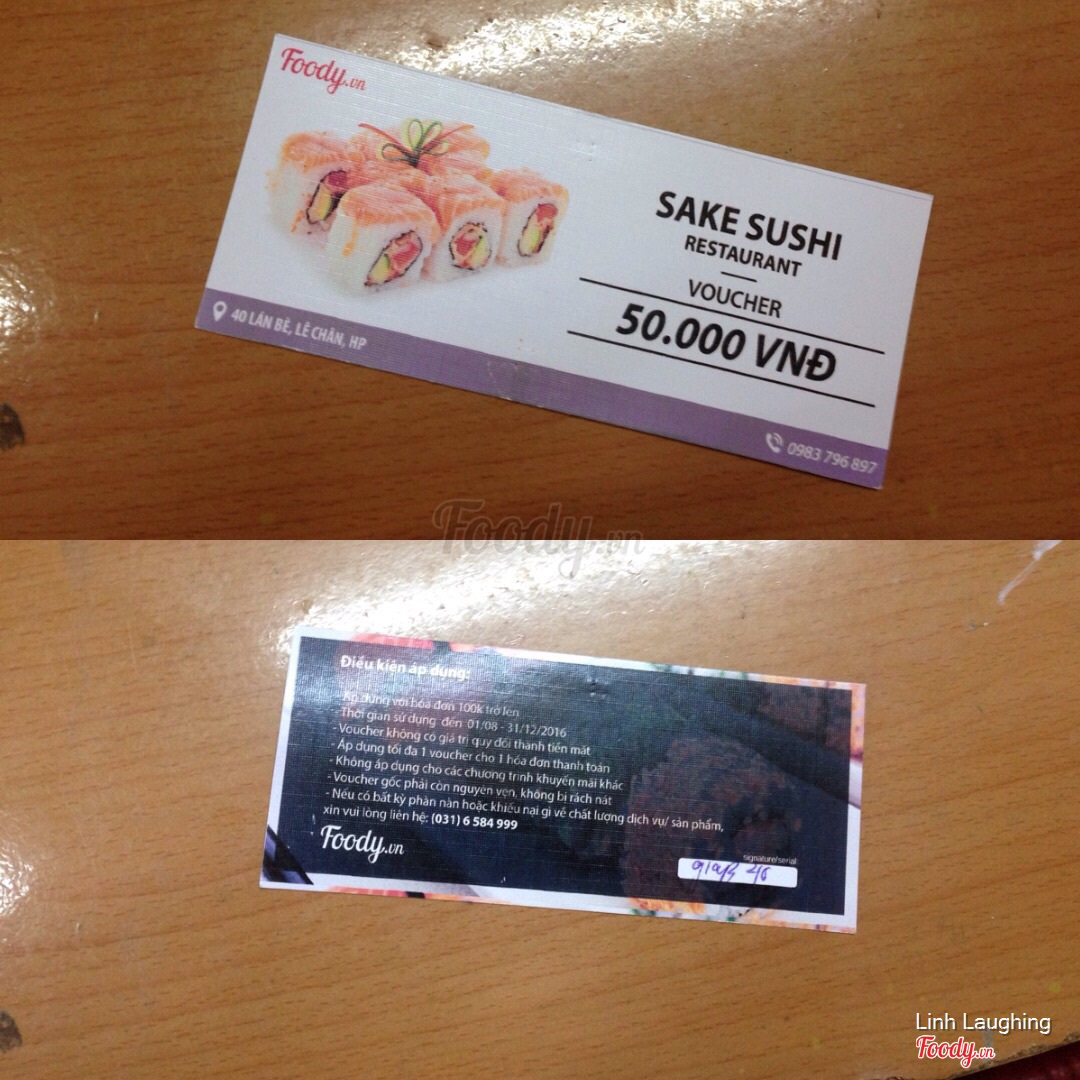 Foody.vn
SAKE SUSHI
RESTAURANT
VOUCHER
50.000 VNĐ
40 LÁN BÈ, LÊ CHÂN, HP
0983 796 897
Foody.vn
Điều kiện áp dụng:
- Áp dụng với hóa đơn 100k trở lên
- Thời gian sử dụng đến 01/08 - 31/12/2016
- Voucher không có giá trị quy đổi thành tiền mặt
- Áp dụng tối đa 1 voucher cho 1 hóa đơn thanh toán
- Không áp dụng cho các chương trình khuyến mãi khác
- Voucher gốc phải còn nguyên vẹn, không bị rách nát
- Nếu có bất kỳ phàn nàn hoặc khiếu nại gì về chất lượng dịch vụ/ sản phẩm,
xin vui lòng liên hệ: (031) 6 584 999
Foody.vn
signature/serial
Linh Laughing
Foody.vn